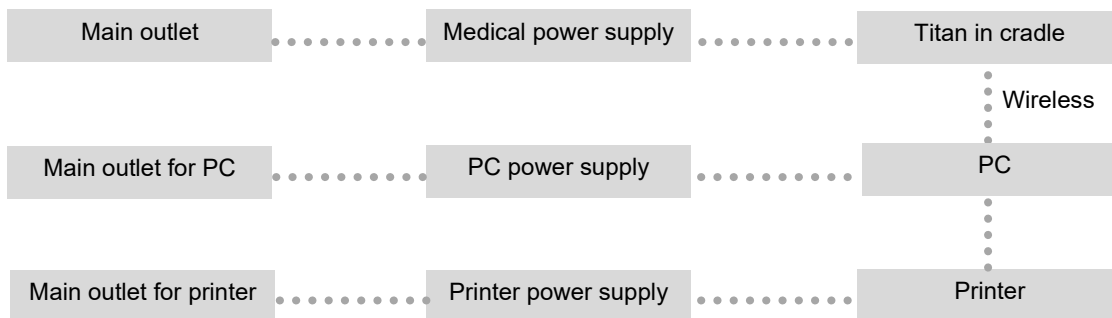 Main outlet
Medical power supply
Titan in cradle
Wireless
Main outlet for PC
PC power supply
PC
Main outlet for printer
Printer power supply
Printer